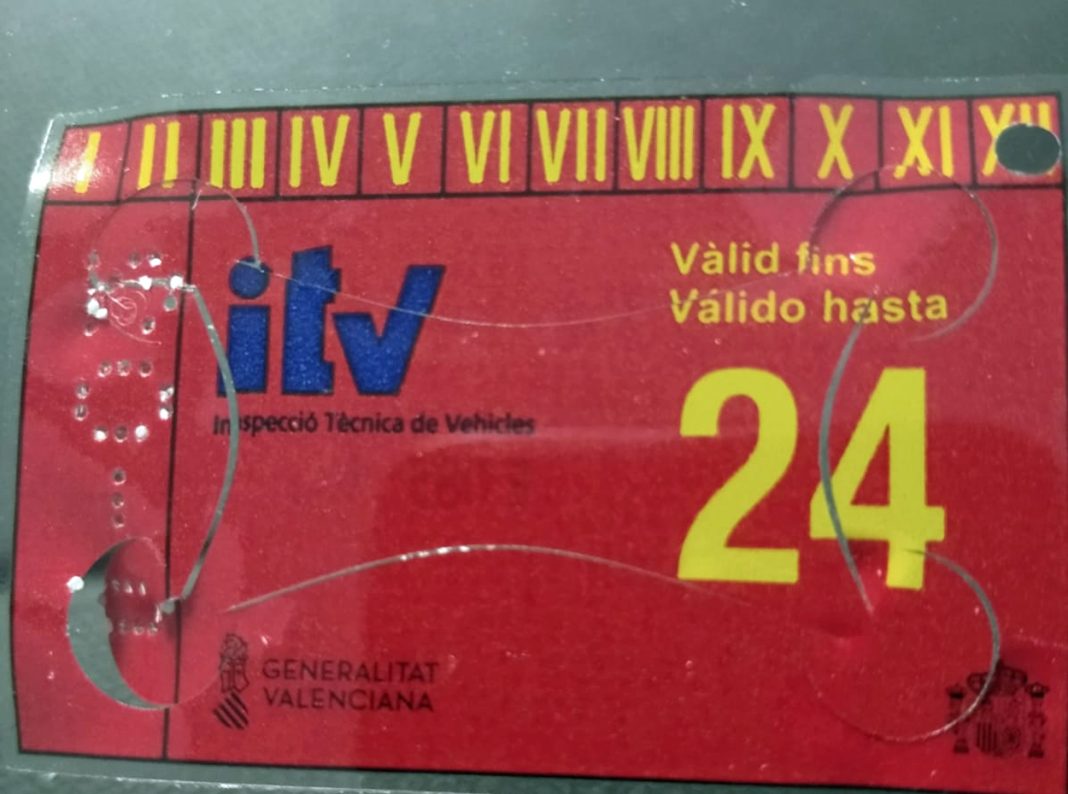 I II III IV V VI VII VIII IX X XI XII
itv
Inspecció Tècnica de Vehicles
Vàlid fins
Válido hasta
24
GENERALITAT
VALENCIANA